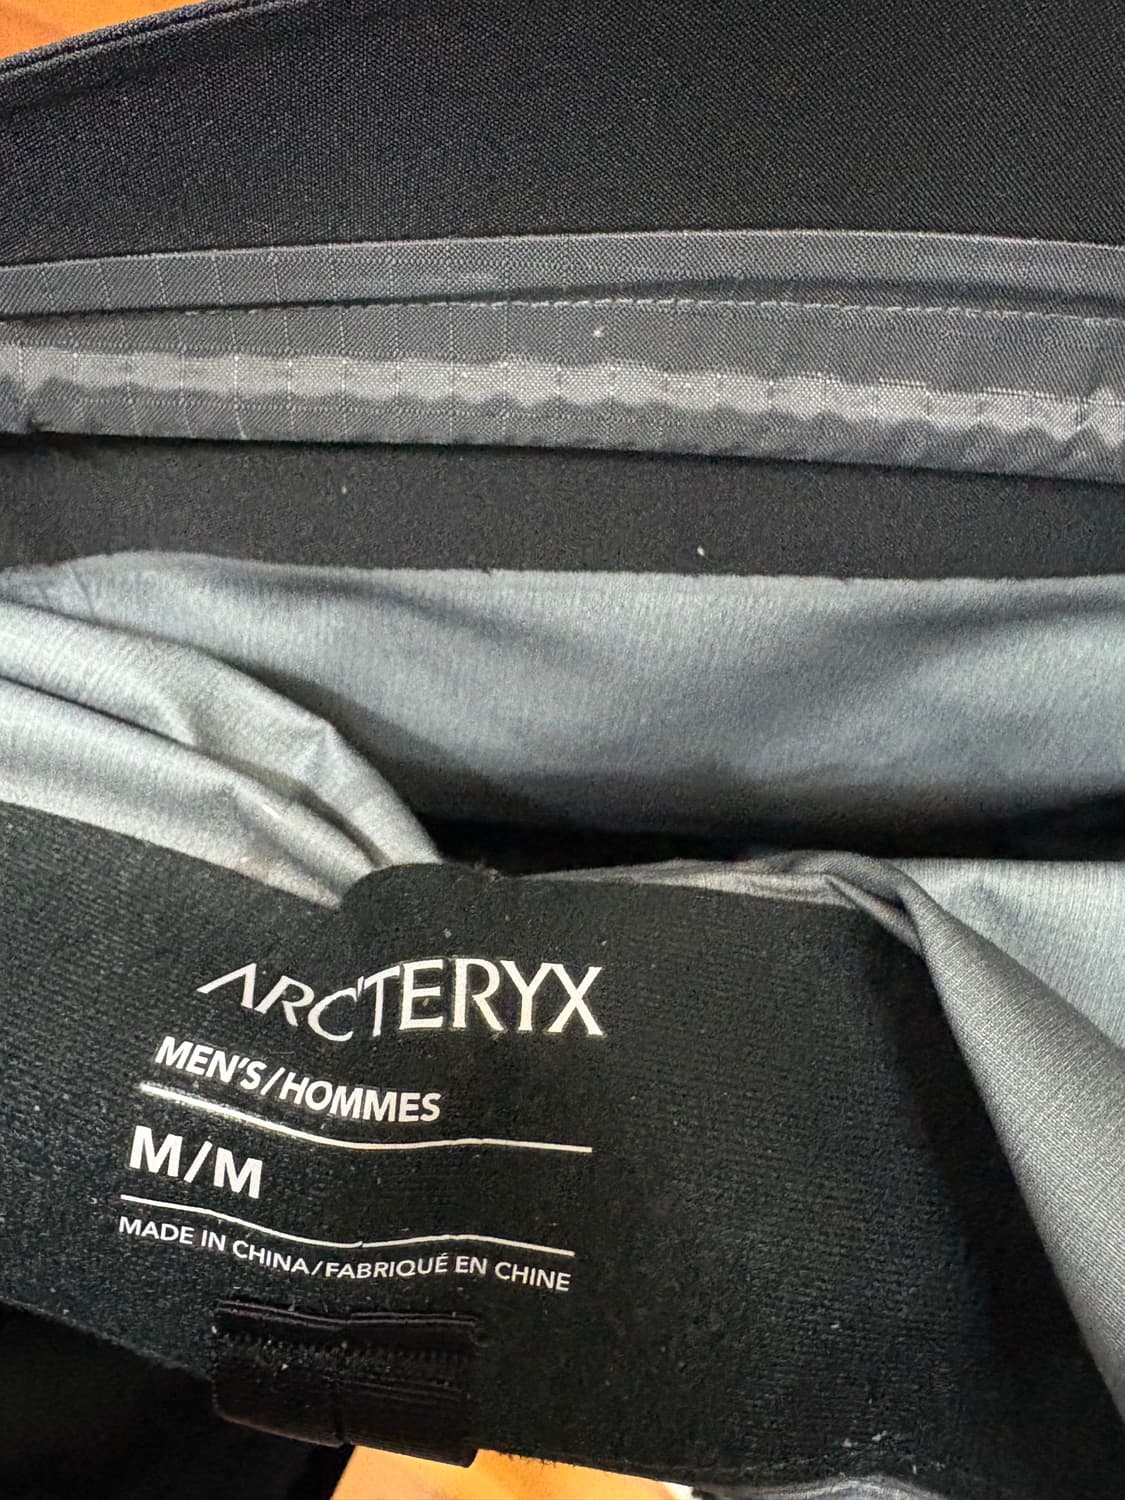 ARC'TERYX
MEN'S/HOMMES
M/M
MADE IN CHINA/FABRIQUÉ EN CHINE